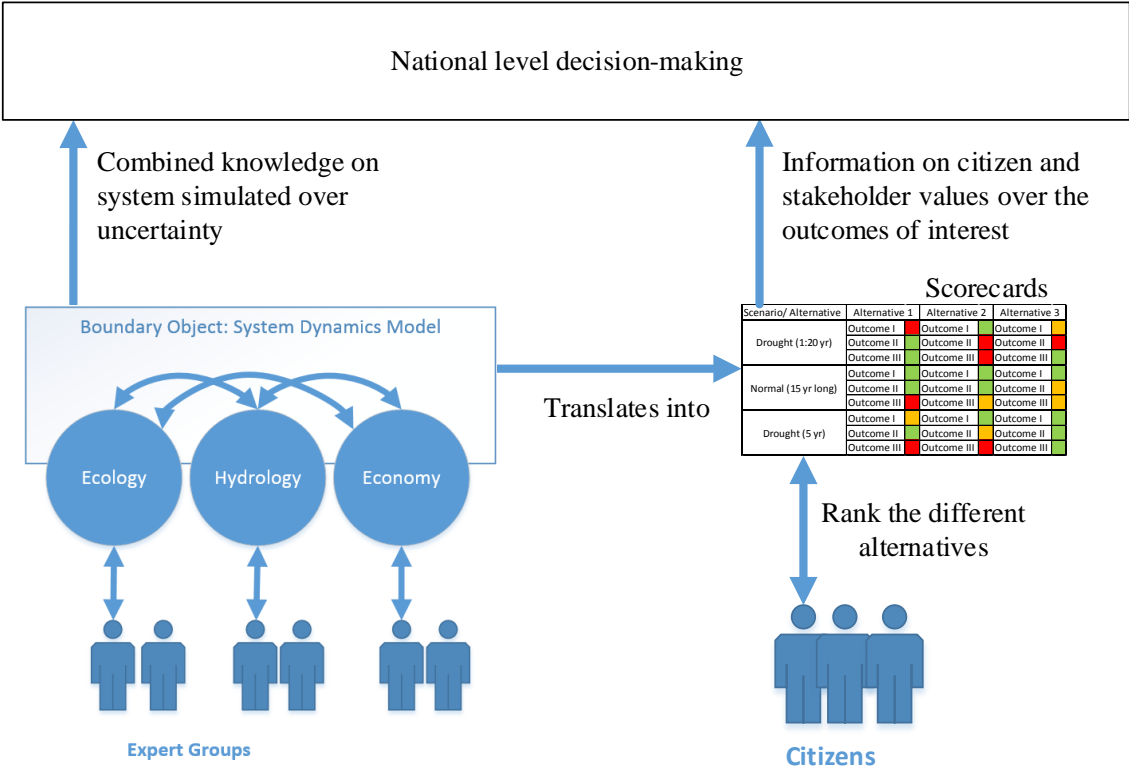 National level decision-making
Combined knowledge on
system simulated over
uncertainty
Information on citizen and
stakeholder values over the
outcomes of interest
Boundary Object: System Dynamics Model
Ecology
Hydrology
Economy
Expert Groups
Translates into
Scorecards
Scenario/ Alternative Alternative 1 Alternative 2 Alternative 3
Outcome I Outcome I Outcome I
Drought (1:20 yr) Outcome II Outcome II Outcome II
Outcome III Outcome III Outcome III
Outcome I Outcome I Outcome I
Normal (15 yr long) Outcome II Outcome II Outcome II
Outcome III Outcome III Outcome III
Outcome I Outcome I Outcome I
Drought (5 yr) Outcome II Outcome II Outcome II
Outcome III Outcome III Outcome III
Rank the different
alternatives
Citizens